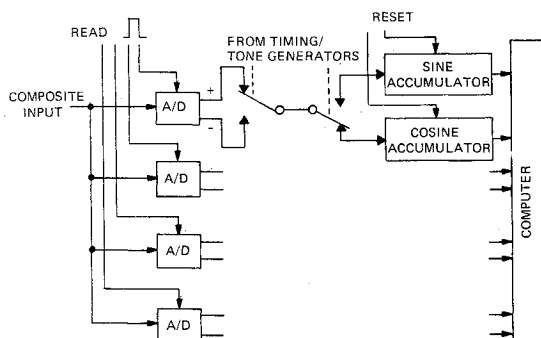 RESET
READ
FROM TIMING/
TONE GENERATORS
SINE
ACCUMULATOR
+
COMPOSITE
INPUT
A/D
-
COSINE
ACCUMULATOR
A/D
COMPUTER
A/D
A/D